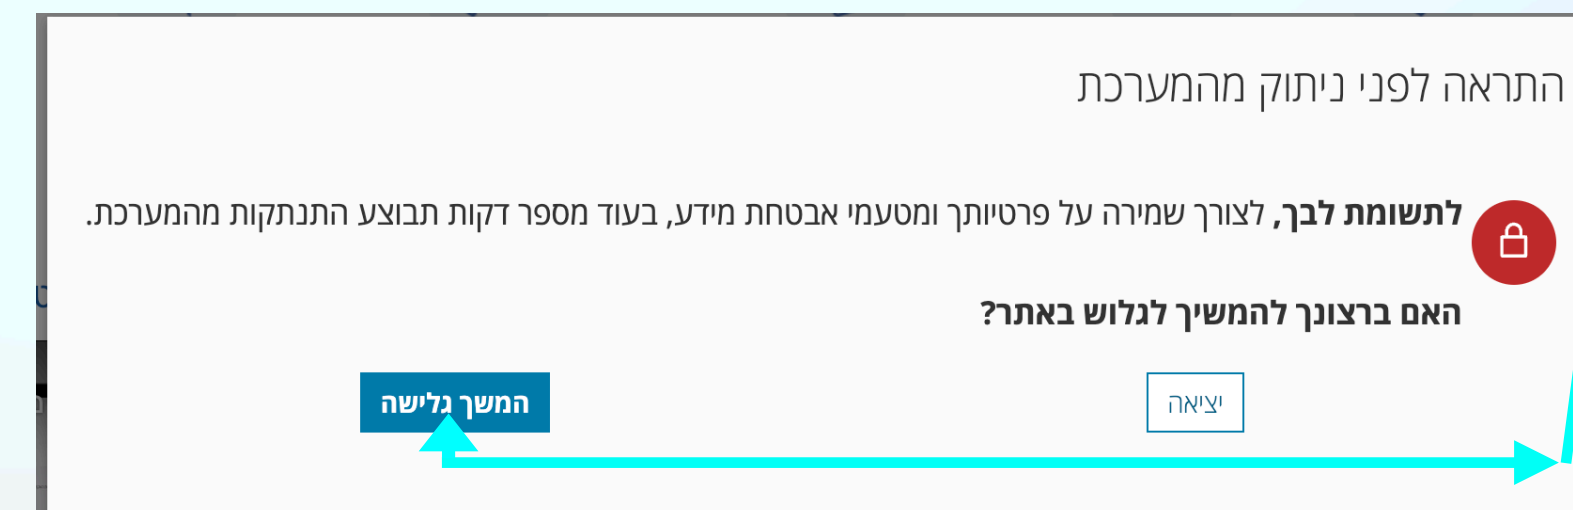 התראה לפני ניתוק מהמערכת
לתשומת לבך, לצורך שמירה על פרטיותך ומטעמי אבטחת מידע, בעוד מספר דקות תבוצע התנתקות מהמערכת.
האם ברצונך להמשיך לגלוש באתר?
יציאה
המשך גלישה